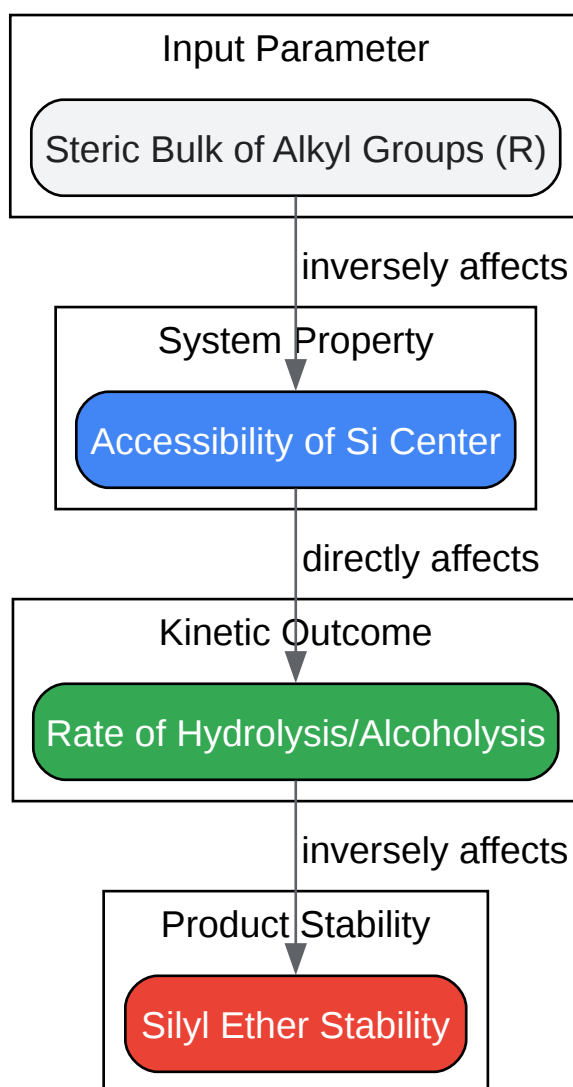 Input Parameter
Steric Bulk of Alkyl Groups (R)
inversely affects
System Property
Accessibility of Si Center
directly affects
Kinetic Outcome
Rate of Hydrolysis/Alcoholysis
inversely affects
Product Stability
Silyl Ether Stability